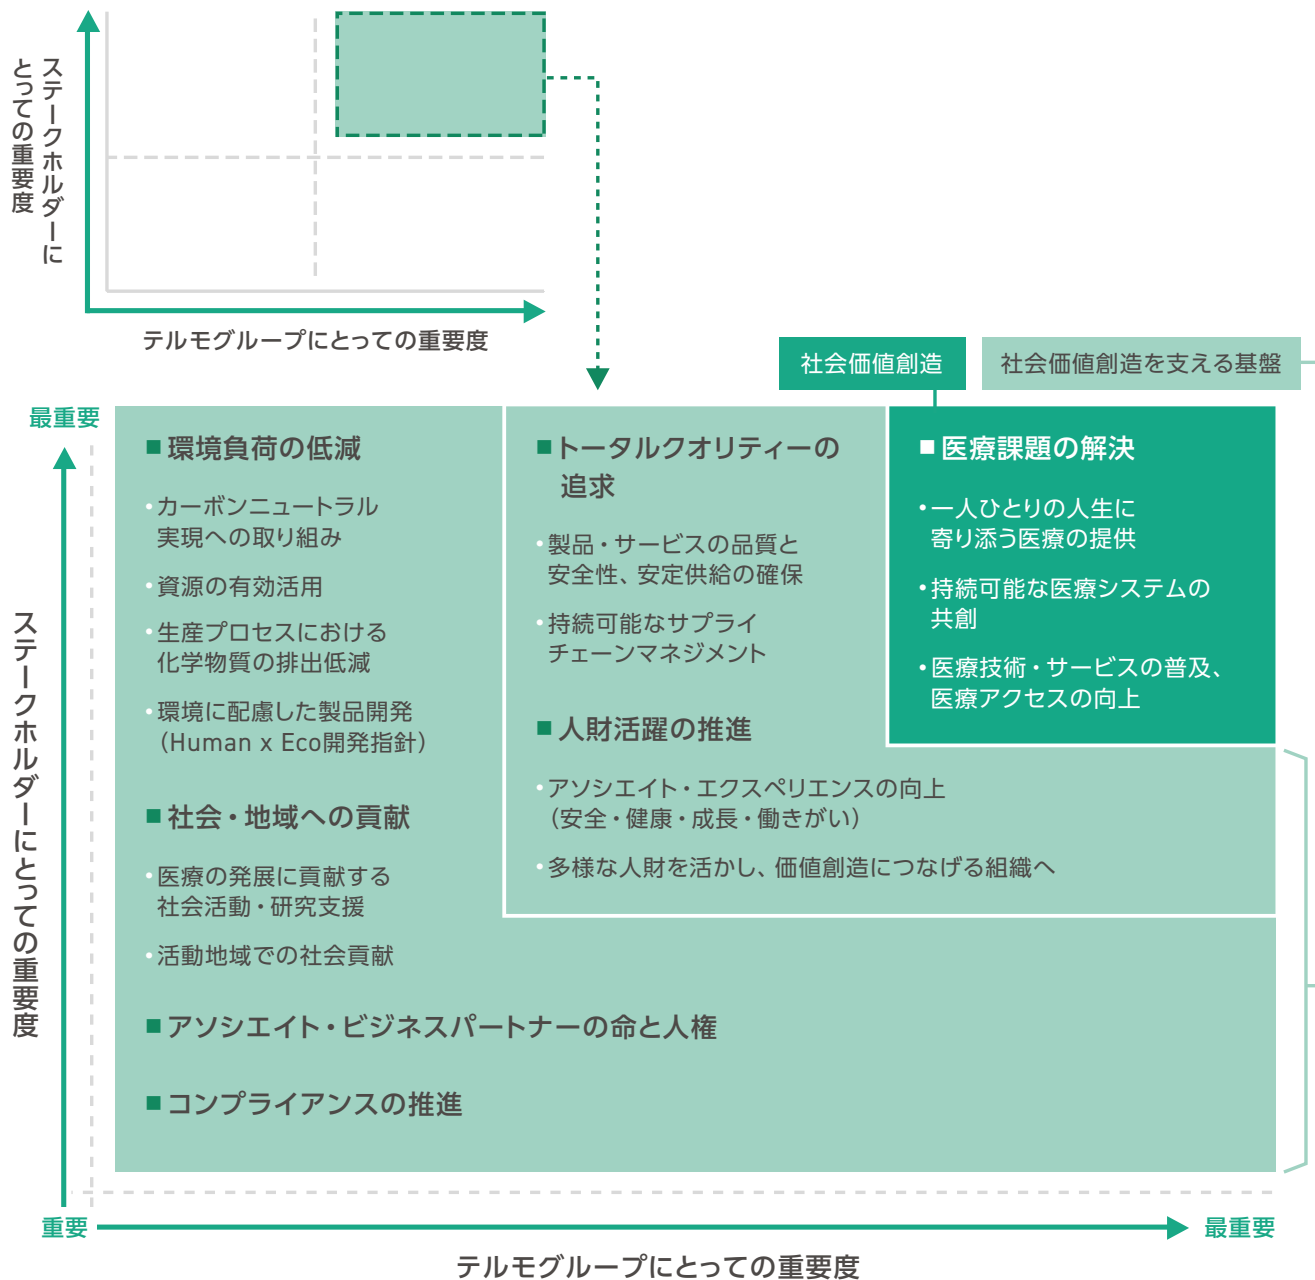 ステークホルダーに
とっての重要度
テルモグループにとっての重要度
社会価値創造
社会価値創造を支える基盤
最重要
ステークホルダーにとっての重要度
■環境負荷の低減
•カーボンニュートラル
実現への取り組み
•資源の有効活用
•生産プロセスにおける
化学物質の排出低減
•環境に配慮した製品開発
（Human x Eco開発指針）
■社会・地域への貢献
•医療の発展に貢献する
社会活動・研究支援
•活動地域での社会貢献
■アソシエイト・ビジネスパートナーの命と人権
■コンプライアンスの推進
■トータルクオリティーの
追求
•製品・サービスの品質と
安全性、安定供給の確保
•持続可能なサプライ
チェーンマネジメント
■人財活躍の推進
•アソシエイト・エクスペリエンスの向上
（安全・健康・成長・働きがい）
•多様な人財を活かし、価値創造につなげる組織へ
■医療課題の解決
•一人ひとりの人生に
寄り添う医療の提供
•持続可能な医療システムの
共創
•医療技術・サービスの普及、
医療アクセスの向上
重要
最重要
テルモグループにとっての重要度